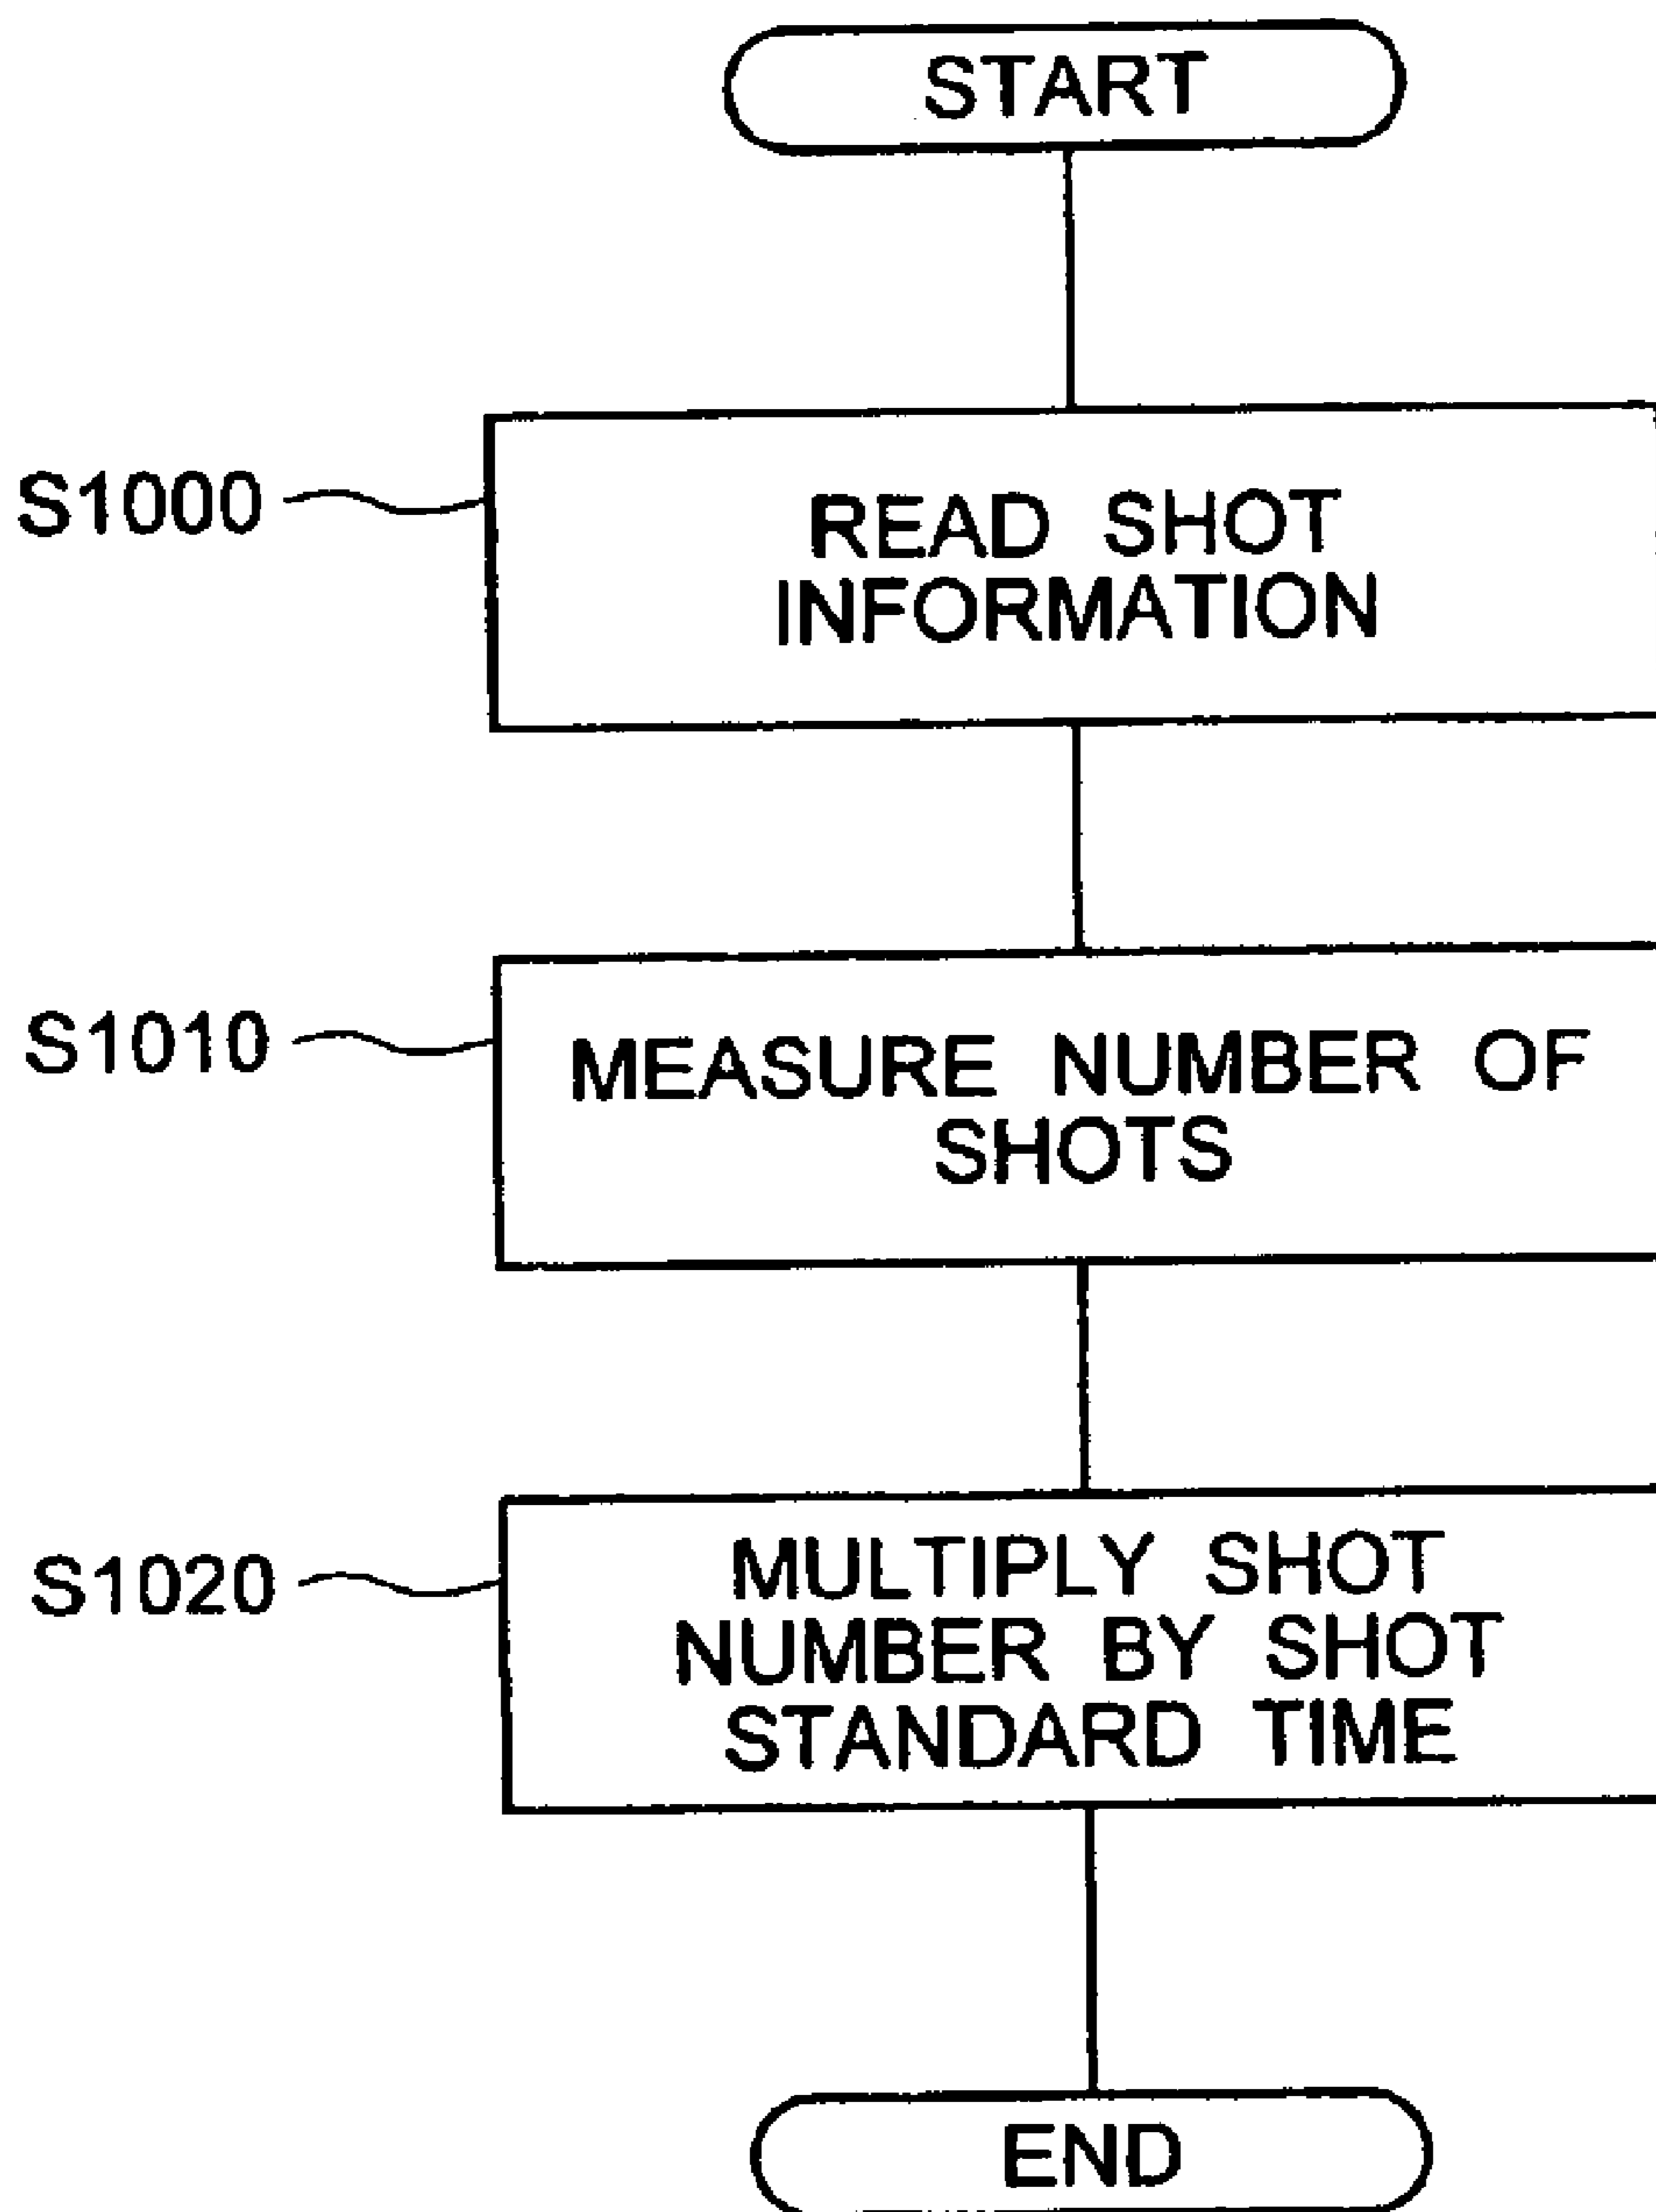 START
S1000
READ SHOT
INFORMATION
S1010
MEASURE NUMBER OF
SHOTS
S1020
MULTIPLY SHOT
NUMBER BY SHOT
STANDARD TIME
END